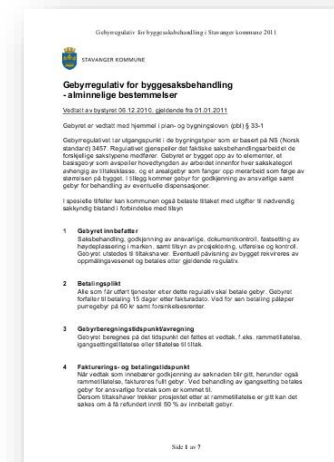 Gebyrregulativ for byggesaksbehandling i Stavanger kommune 2011
STAVANGER KOMMUNE
Gebyrregulativ for byggesaksbehandling
- alminnelige bestemmelser
Vedtatt av bystyret 06.12.2010, gjeldende fra 01.01.2011
Gebyret er vedtatt med hjemmel i plan- og bygningsloven (pbl) § 33-1
Gebyrregulativet tar utgangspunkt i de bygningstyper som er basert på NS (Norsk
standard) 3457. Regulativet gjenspeiler det faktiske saksbehandlingsarbeidet i de
forskjellige sakstypene medfører. Gebyret er bygget opp av to elementer, et
basisgebyr som avspeiler hovedtyngden av arbeidet innenfor hver sakskategori
avhengig av tiltaksklasse, og et arealgebyr som fanger opp merarbeid som følge av
størrelsen på bygget. I tillegg kommer gebyr for godkjenning av ansvarlige samt
gebyr for behandling av eventuelle dispensasjoner.
I spesielle tilfeller kan kommunen også belaste tiltaket med utgifter til nødvendig
sakkyndig bistand i forbindelse med tilsyn
1 Gebyret innbefatter
Saksbehandling, godkjenning av ansvarlige, dokumentkontroll, fastsetting av
høydeplassering i marken, samt tilsyn av prosjektering, utførelse og kontroll.
Gebyret utstedes til tiltakshaver. Eventuell påvisning av bygget rekvireres av
oppmålingsvesenet og betales etter gjeldende regulativ.
2 Betalingsplikt
Alle som får utført tjenester etter dette regulativ skal betale gebyr. Gebyret
forfaller til betaling 15 dager etter fakturadato. Ved for sen betaling påløper
purregebyr på 60 kr samt forsinkelsesrenter.
3 Gebyrberegningstidspunkt/avregning
Gebyret beregnes på det tidspunkt det fattes et vedtak, f.eks. rammetillatelse,
igangsettingstillatelse eller tillatelse til tiltak.
4 Fakturerings- og betalingstidspunkt
Når vedtak som innebærer godkjenning av søknaden blir gitt, herunder også
rammetillatelse, faktureres fullt gebyr. Ved behandling av igangsetting betales
gebyr for ansvarlige foretak som er kommet til.
Dersom tiltakshaver trekker prosjektet etter at rammetillatelse er gitt kan det
søkes om å få refundert inntil 50 % av innbetalt gebyr.
Side 1 av 7